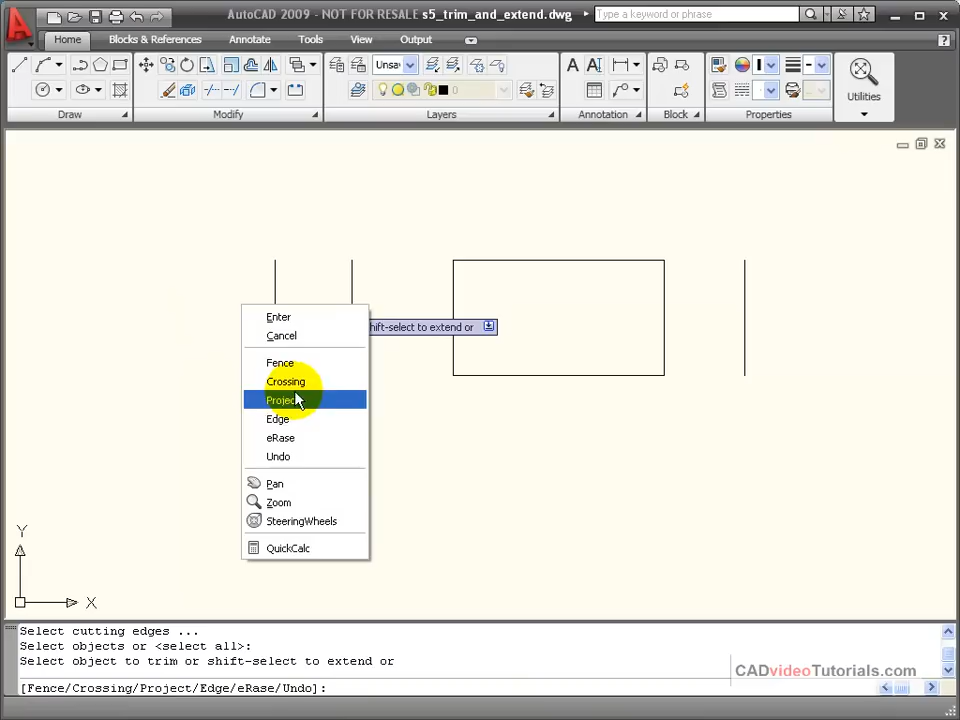 AutoCAD 2009 - NOT FOR RESALE s5_trim_and_extend.dwg
Type a keyword or phrase
Home
Blocks & References
Annotate
Tools
View
Output
Unsa
0
Utilities
Draw
Modify
Layers
Annotation
Block
Properties
Enter
Cancel
Fence
Crossing
Project
Edge
eRase
Undo
Pan
Zoom
SteeringWheels
QuickCalc
hift-select to extend or
Y
X
Select cutting edges ...
Select objects or <select all>:
Select object to trim or shift-select to extend or
[Fence/Crossing/Project/Edge/eRase/Undo]:
CADvideoTutorials.com